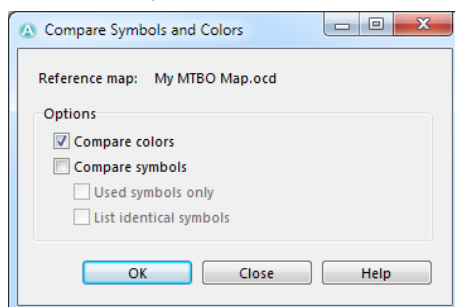 Compare Symbols and Colors
Reference map: My MTBO Map.ocd
Options
Compare colors
Compare symbols
Used symbols only
List identical symbols
OK Close Help